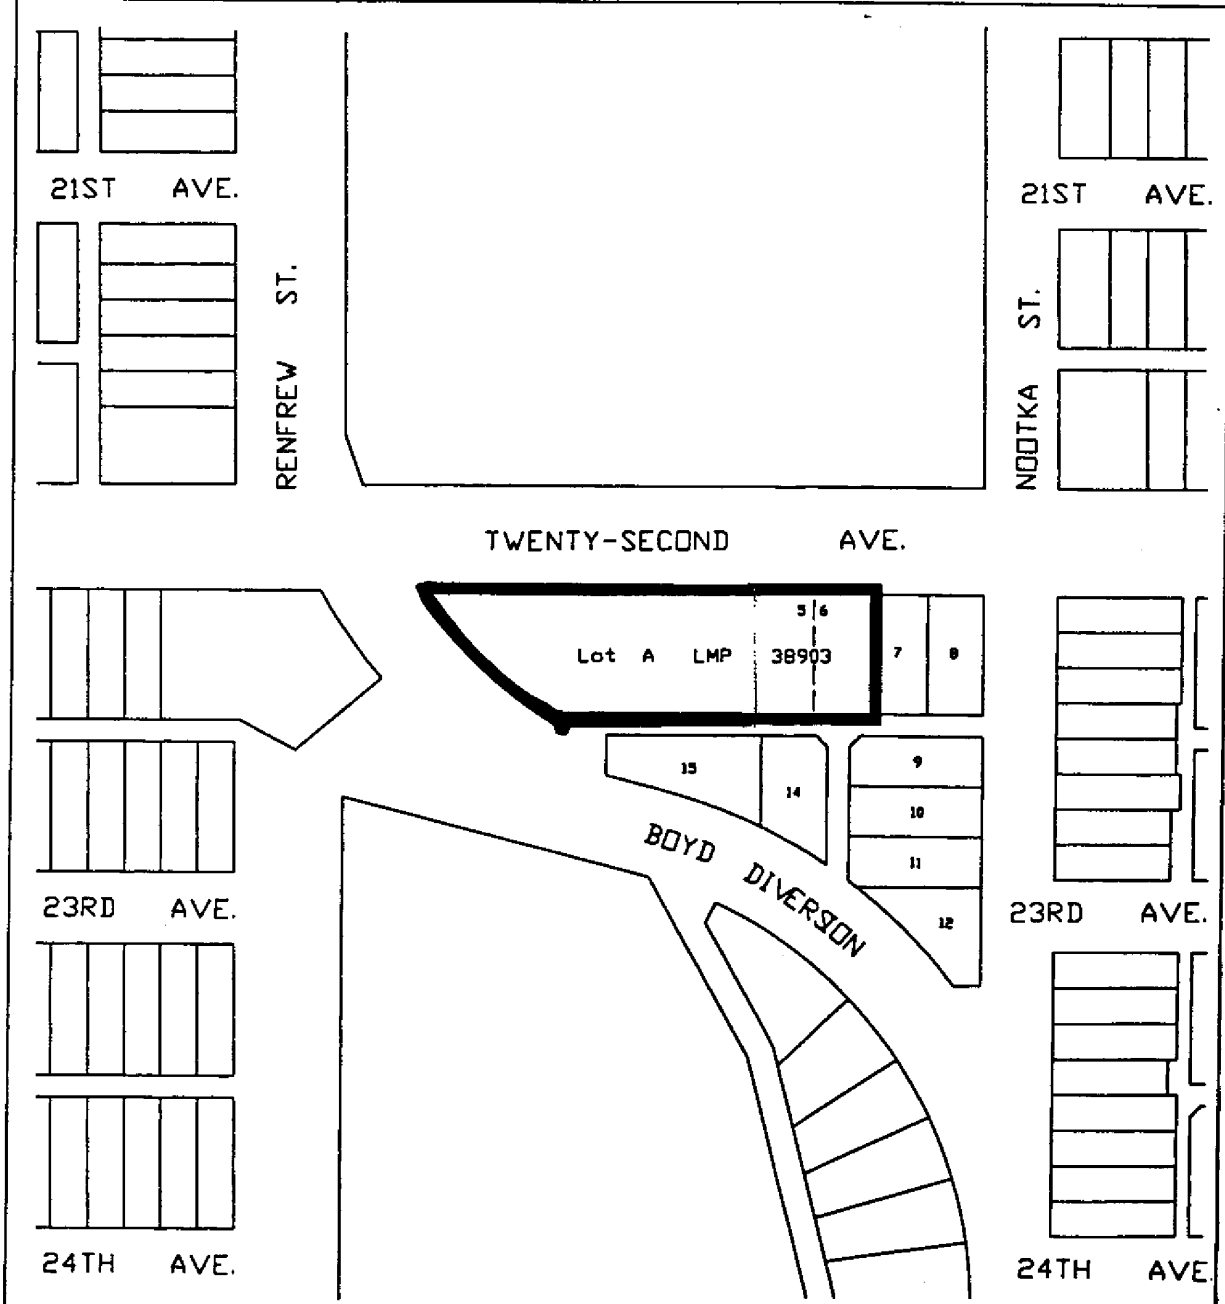 21ST AVE.
21ST AVE.
RENFREW ST.
NOOTKA ST.
TWENTY-SECOND AVE.
5 6
Lot A LMP 38903
7
8
15
14
9
10
11
12
BOYD DIVERSION
23RD AVE.
23RD AVE.
24TH AVE.
24TH AVE